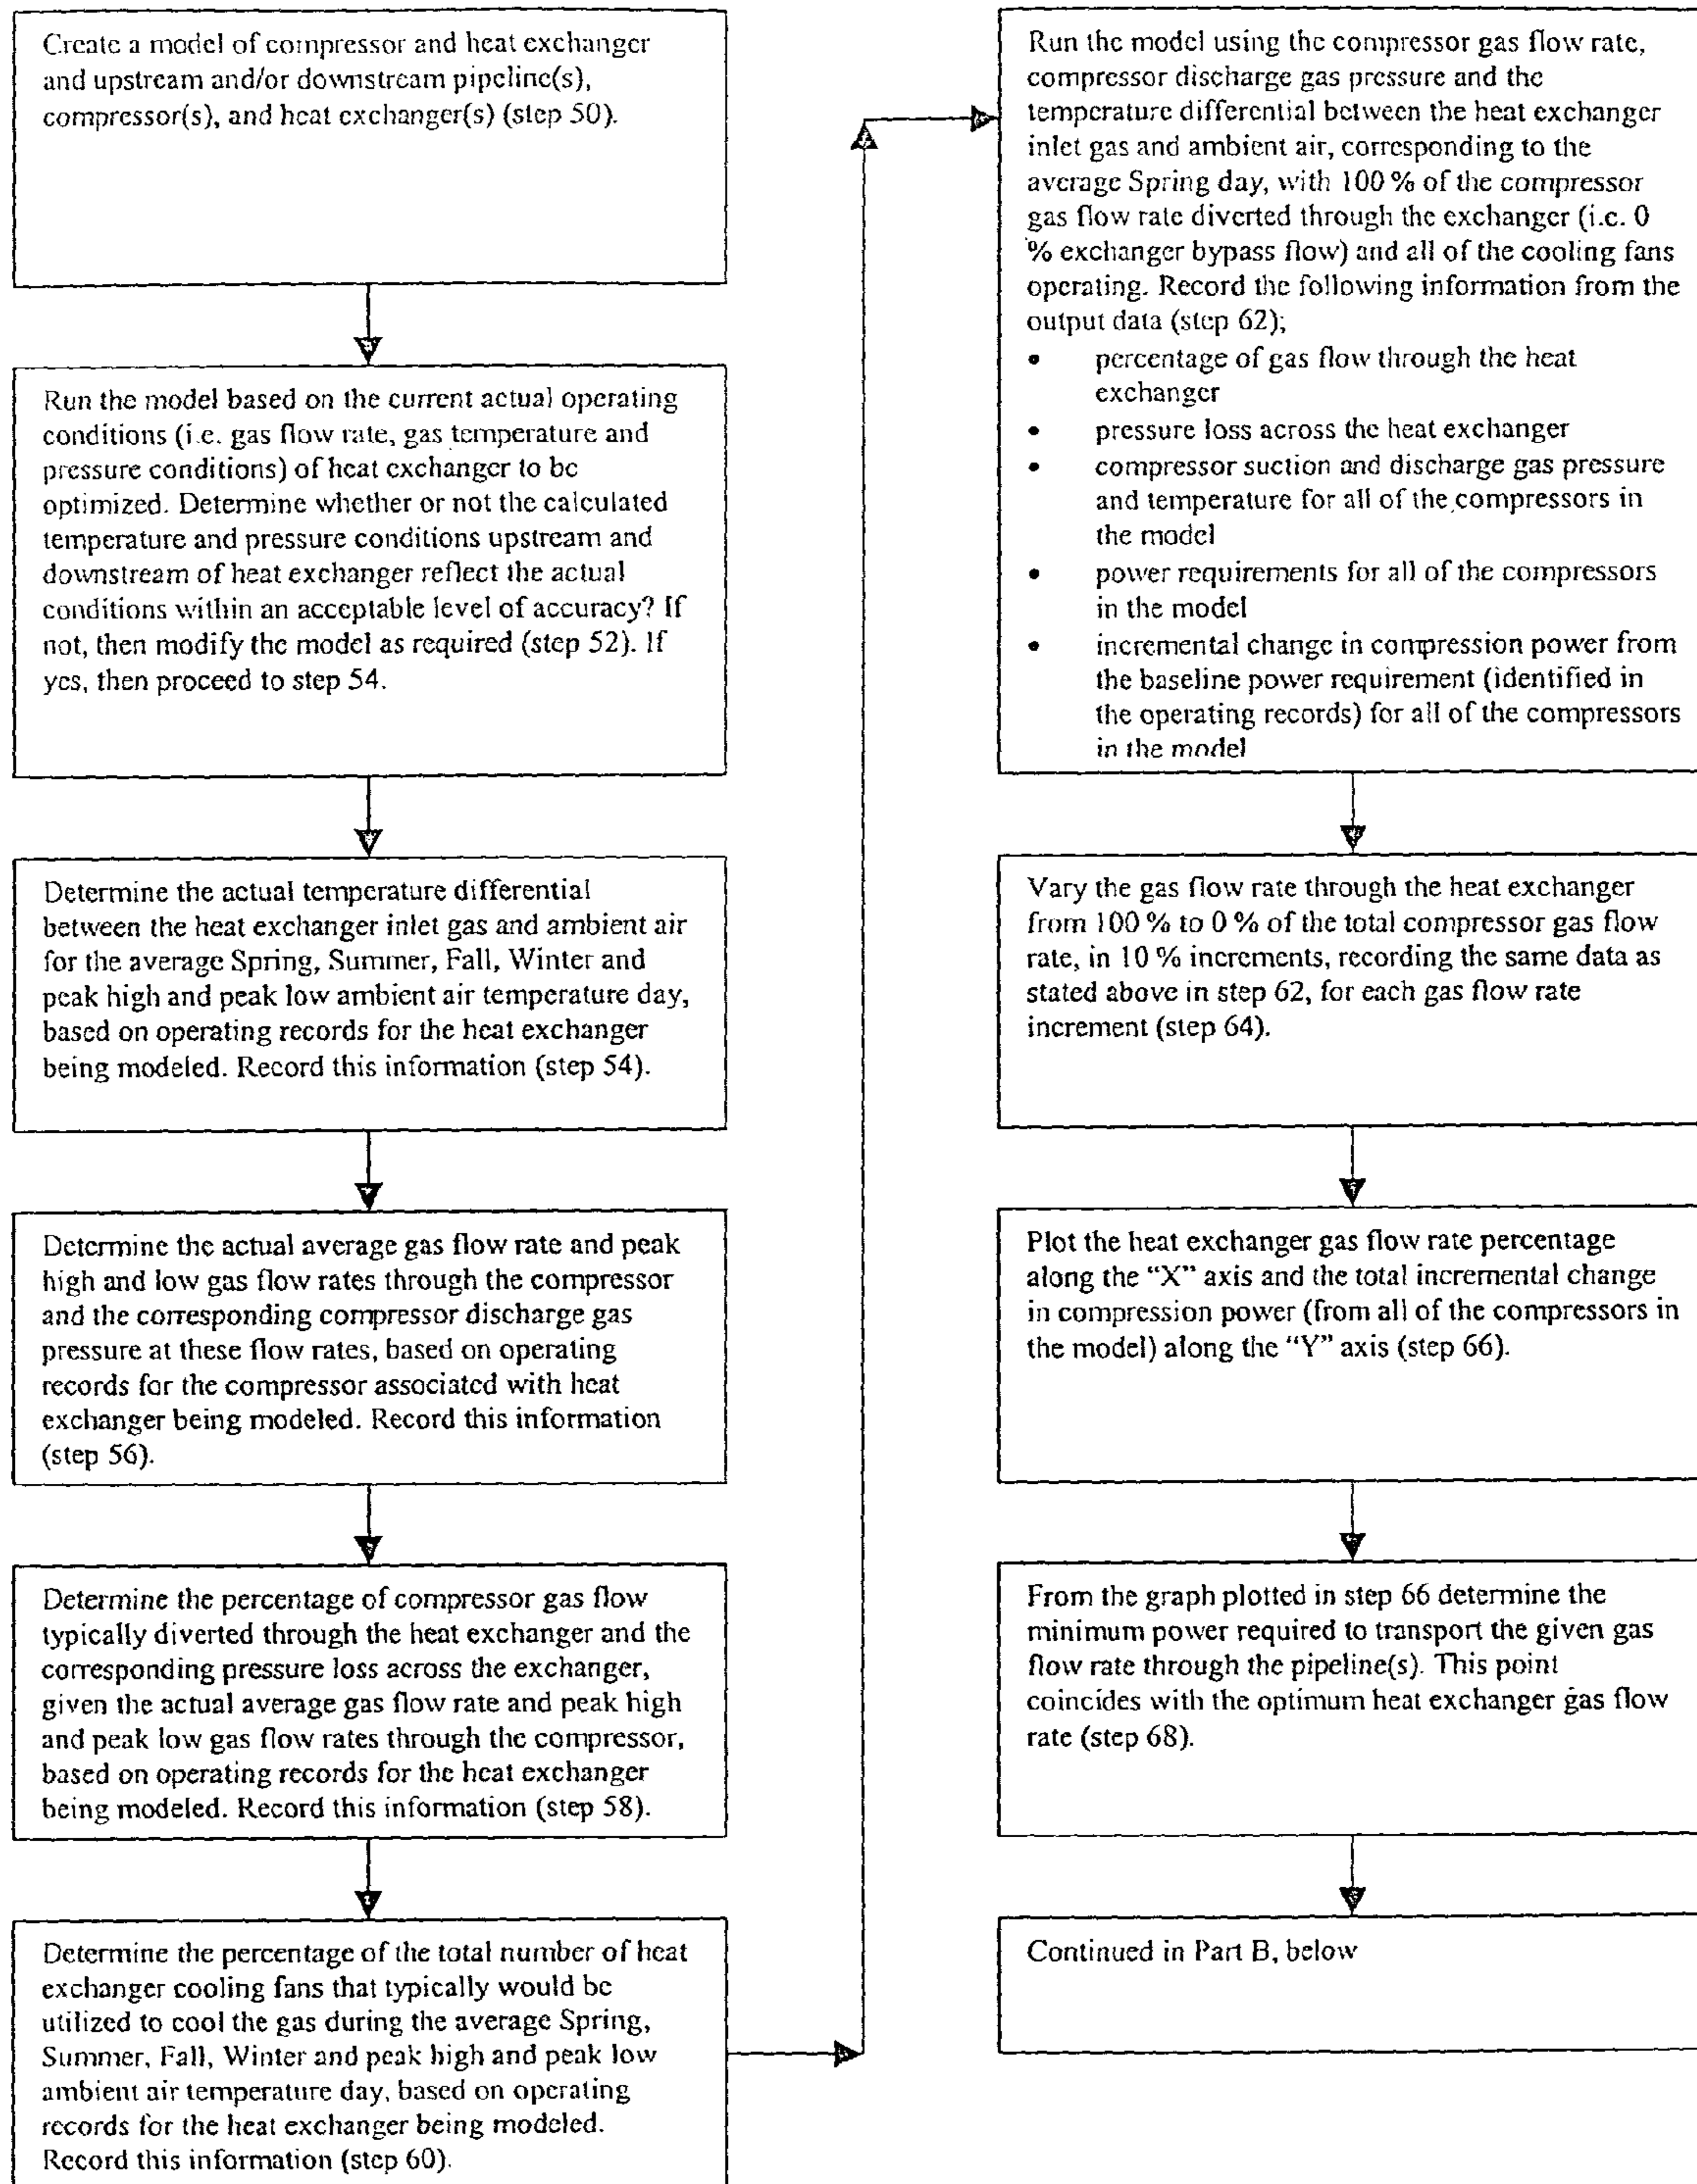 Create a model of compressor and heat exchanger
and upstream and/or downstream pipeline(s),
compressor(s), and heat exchanger(s) (step 50).
Run the model based on the current actual operating
conditions (i.e. gas flow rate, gas temperature and
pressure conditions) of heat exchanger to be
optimized. Determine whether or not the calculated
temperature and pressure conditions upstream and
downstream of heat exchanger reflect the actual
conditions within an acceptable level of accuracy? If
not, then modify the model as required (step 52). If
yes, then proceed to step 54.
Determine the actual temperature differential
between the heat exchanger inlet gas and ambient air
for the average Spring, Summer, Fall, Winter and
peak high and peak low ambient air temperature day,
based on operating records for the heat exchanger
being modeled. Record this information (step 54).
Determine the actual average gas flow rate and peak
high and low gas flow rates through the compressor
and the corresponding compressor discharge gas
pressure at these flow rates, based on operating
records for the compressor associated with heat
exchanger being modeled. Record this information
(step 56).
Determine the percentage of compressor gas flow
typically diverted through the heat exchanger and the
corresponding pressure loss across the exchanger,
given the actual average gas flow rate and peak high
and peak low gas flow rates through the compressor,
based on operating records for the heat exchanger
being modeled. Record this information (step 58).
Determine the percentage of the total number of heat
exchanger cooling fans that typically would be
utilized to cool the gas during the average Spring,
Summer, Fall, Winter and peak high and peak low
ambient air temperature day, based on operating
records for the heat exchanger being modeled.
Record this information (step 60).
Run the model using the compressor gas flow rate,
compressor discharge gas pressure and the
temperature differential between the heat exchanger
inlet gas and ambient air, corresponding to the
average Spring day, with 100 % of the compressor
gas flow rate diverted through the exchanger (i.e. 0
% exchanger bypass flow) and all of the cooling fans
operating. Record the following information from the
output data (step 62);
• percentage of gas flow through the heat
exchanger
• pressure loss across the heat exchanger
• compressor suction and discharge gas pressure
and temperature for all of the compressors in
the model
• power requirements for all of the compressors
in the model
• incremental change in compression power from
the baseline power requirement (identified in
the operating records) for all of the compressors
in the model
Vary the gas flow rate through the heat exchanger
from 100 % to 0 % of the total compressor gas flow
rate, in 10 % increments, recording the same data as
stated above in step 62, for each gas flow rate
increment (step 64).
Plot the heat exchanger gas flow rate percentage
along the “X” axis and the total incremental change
in compression power (from all of the compressors in
the model) along the “Y” axis (step 66).
From the graph plotted in step 66 determine the
minimum power required to transport the given gas
flow rate through the pipeline(s). This point
coincides with the optimum heat exchanger gas flow
rate (step 68).
Continued in Part B, below